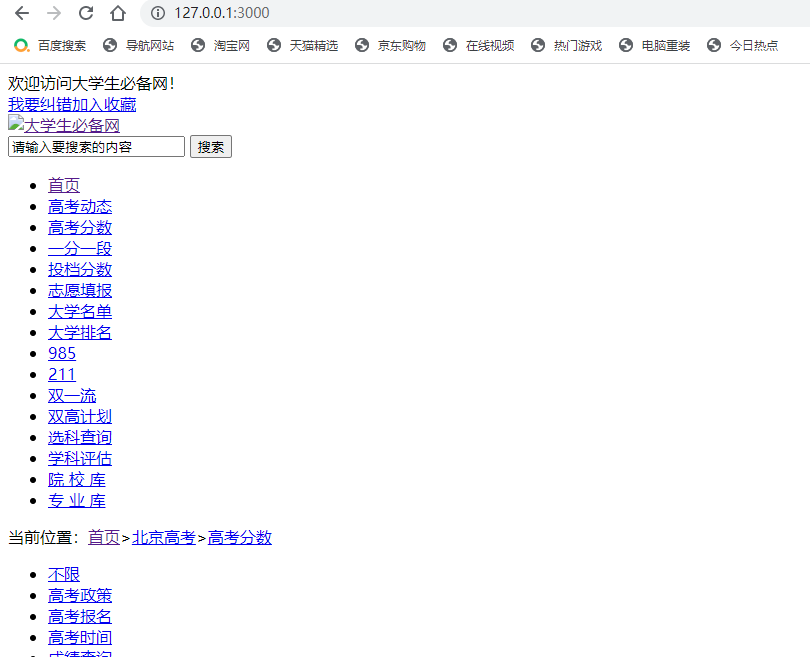 127.0.0.1:3000
百度搜索 导航网站 淘宝网 天猫精选 京东购物 在线视频 热门游戏 电脑重装 今日热点
欢迎访问大学生必备网!
我要纠错加入收藏
大学生必备网
请输入要搜索的内容 搜索
首页
高考动态
高考分数
一分一段
投档分数
志愿填报
大学名单
大学排名
985
211
双一流
双高计划
选科查询
学科评估
院 校 库
专 业 库
当前位置：首页>北京高考>高考分数
不限
高考政策
高考报名
高考时间
成绩查询